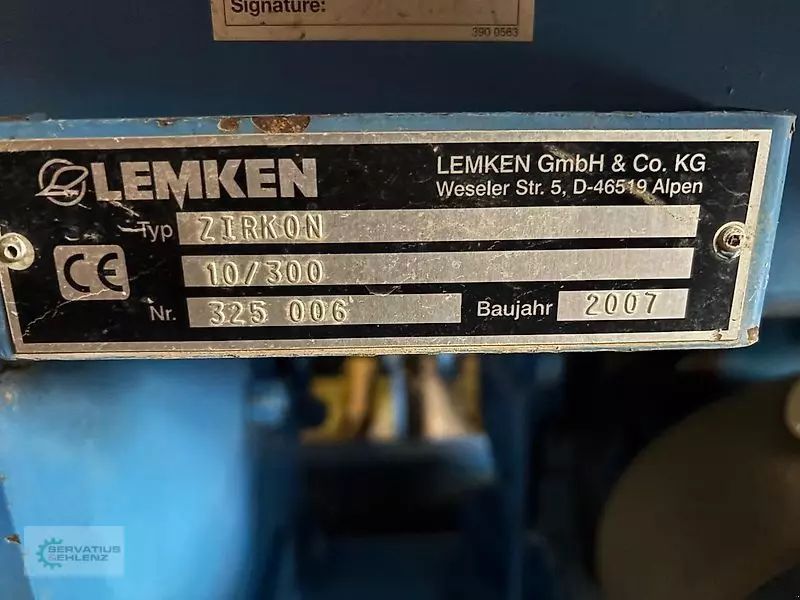 Signature:
390 0563
LEMKEN
LEMKEN GmbH & Co. KG
Weseler Str. 5, D-46519 Alpen
Typ ZIRKON
CE
10/300
Nr. 325 006 Baujahr 2007
SERVATIUS
&EHLENZ